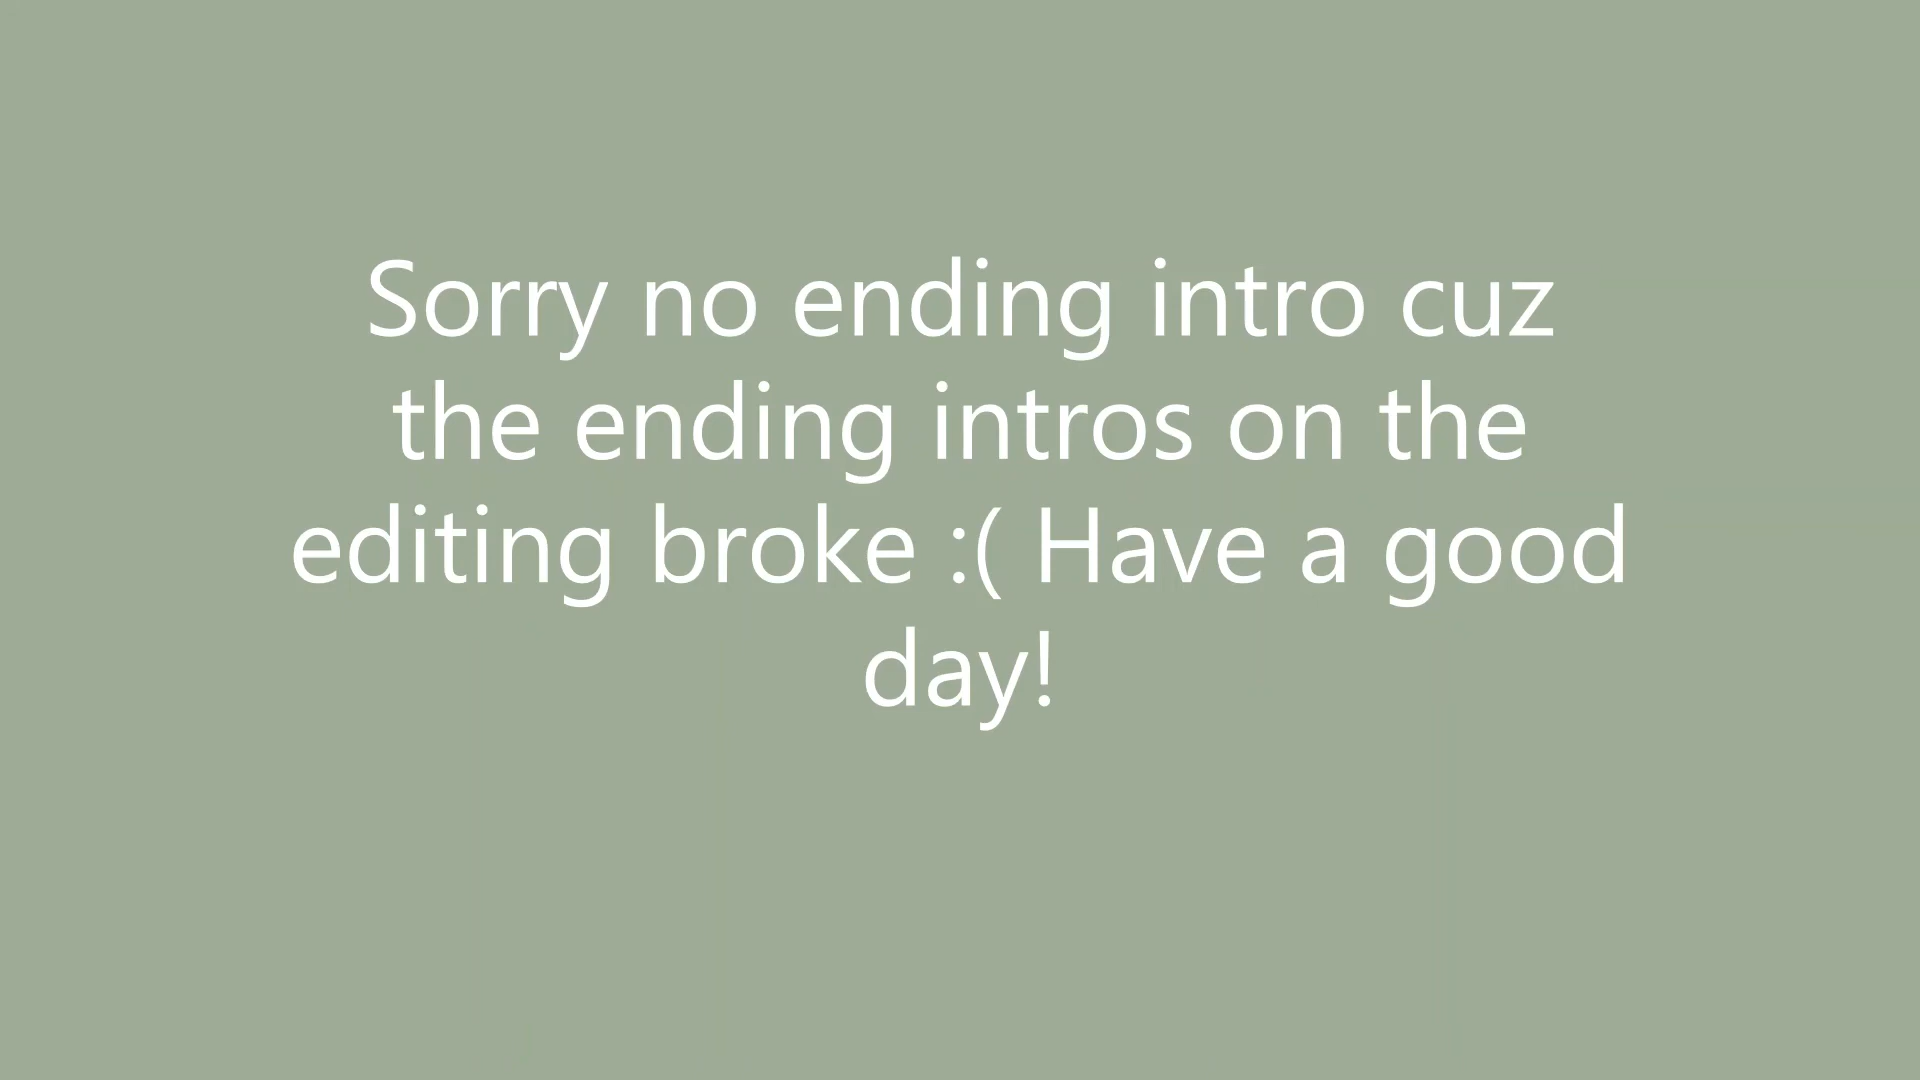 Sorry no ending intro cuz
the ending intros on the
editing broke :( Have a good
day!